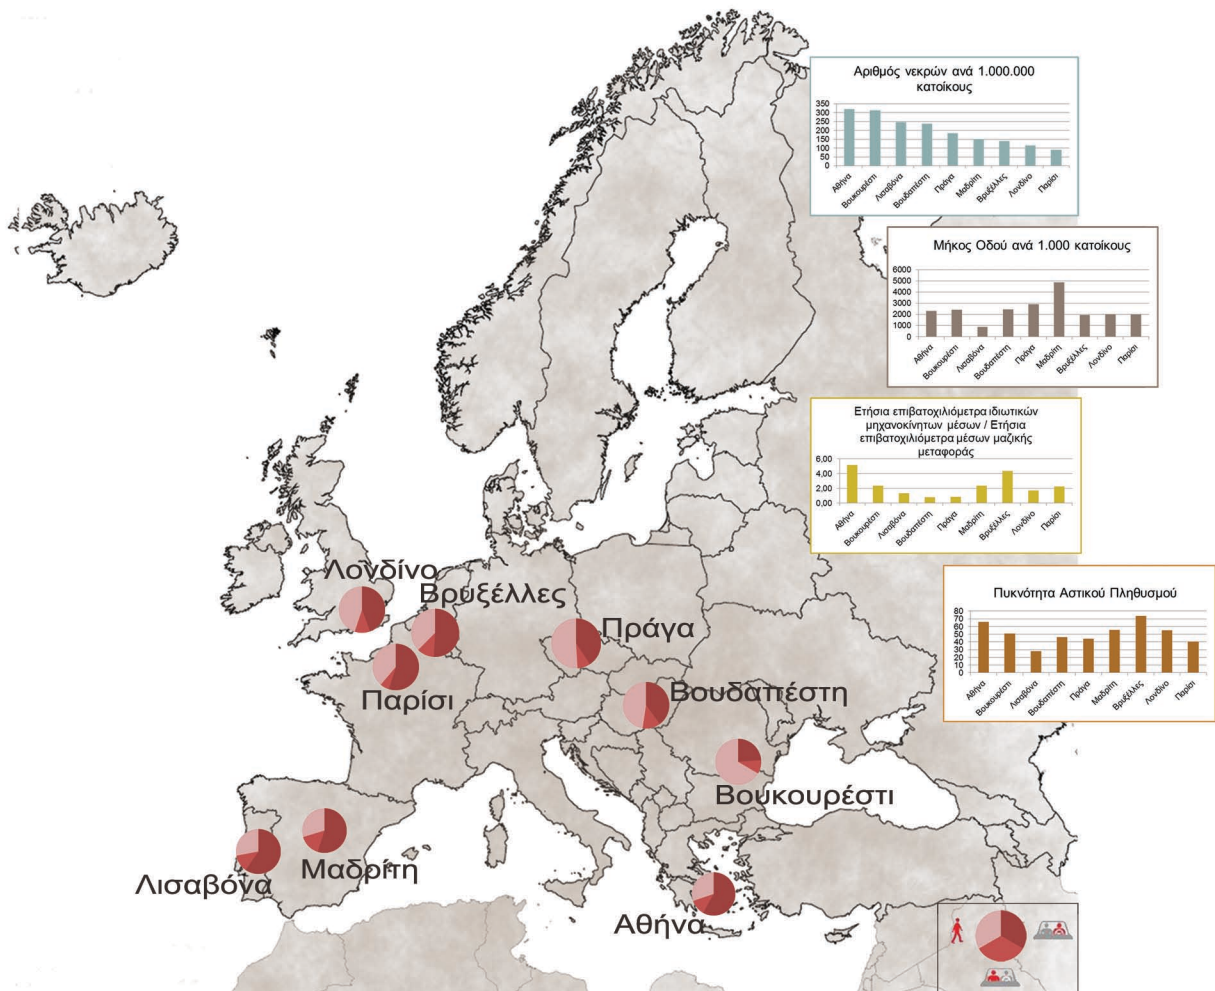 Αριθμός νεκρών ανά 1.000.000
κατοίκους
350
300
250
200
150
100
50
0
Αθήνα
Βουκουρέστι
Λισαβόνα
Βουδαπέστη
Πράγα
Μαδρίτη
Βρυξέλλες
Λονδίνο
Παρίσι
Μήκος Οδού ανά 1.000 κατοίκους
6000
5000
4000
3000
2000
1000
0
Αθήνα
Βουκουρέστι
Λισαβόνα
Βουδαπέστη
Πράγα
Μαδρίτη
Βρυξέλλες
Λονδίνο
Παρίσι
Ετήσια επιβατοχιλιόμετρα ιδιωτικών
μηχανοκίνητων μέσων / Ετήσια
επιβατοχιλιόμετρα μέσων μαζικής
μεταφοράς
6,00
4,00
2,00
0,00
Αθήνα
Βουκουρέστι
Λισαβόνα
Βουδαπέστη
Πράγα
Μαδρίτη
Βρυξέλλες
Λονδίνο
Παρίσι
Πυκνότητα Αστικού Πληθυσμού
80
70
60
50
40
30
20
10
0
Αθήνα
Βουκουρέστι
Λισαβόνα
Βουδαπέστη
Πράγα
Μαδρίτη
Βρυξέλλες
Λονδίνο
Παρίσι
Λονδίνο
Βρυξέλλες
Πράγα
Παρίσι
Βουδαπέστη
Βουκουρέστι
Μαδρίτη
Λισαβόνα
Αθήνα